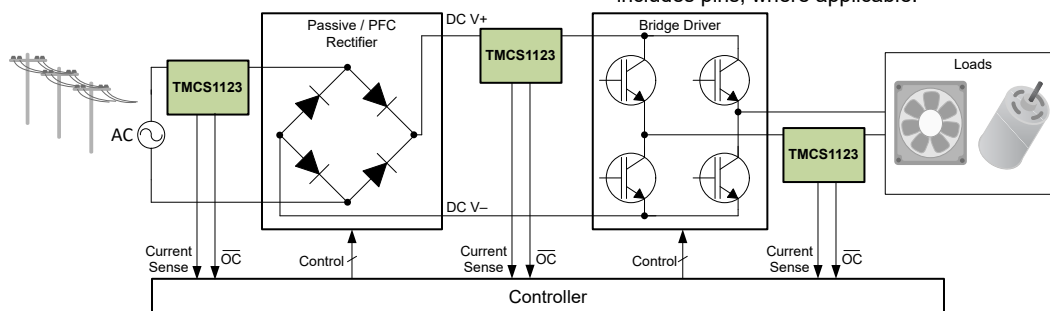 includes pins, where applicable.
Passive / PFC
Rectifier
DC V+
Bridge Driver
TMCS1123
TMCS1123
Loads
AC
TMCS1123
DC V–
Current
Sense
OC
Control
Current
Sense
OC
Control
Current
Sense
OC
Controller